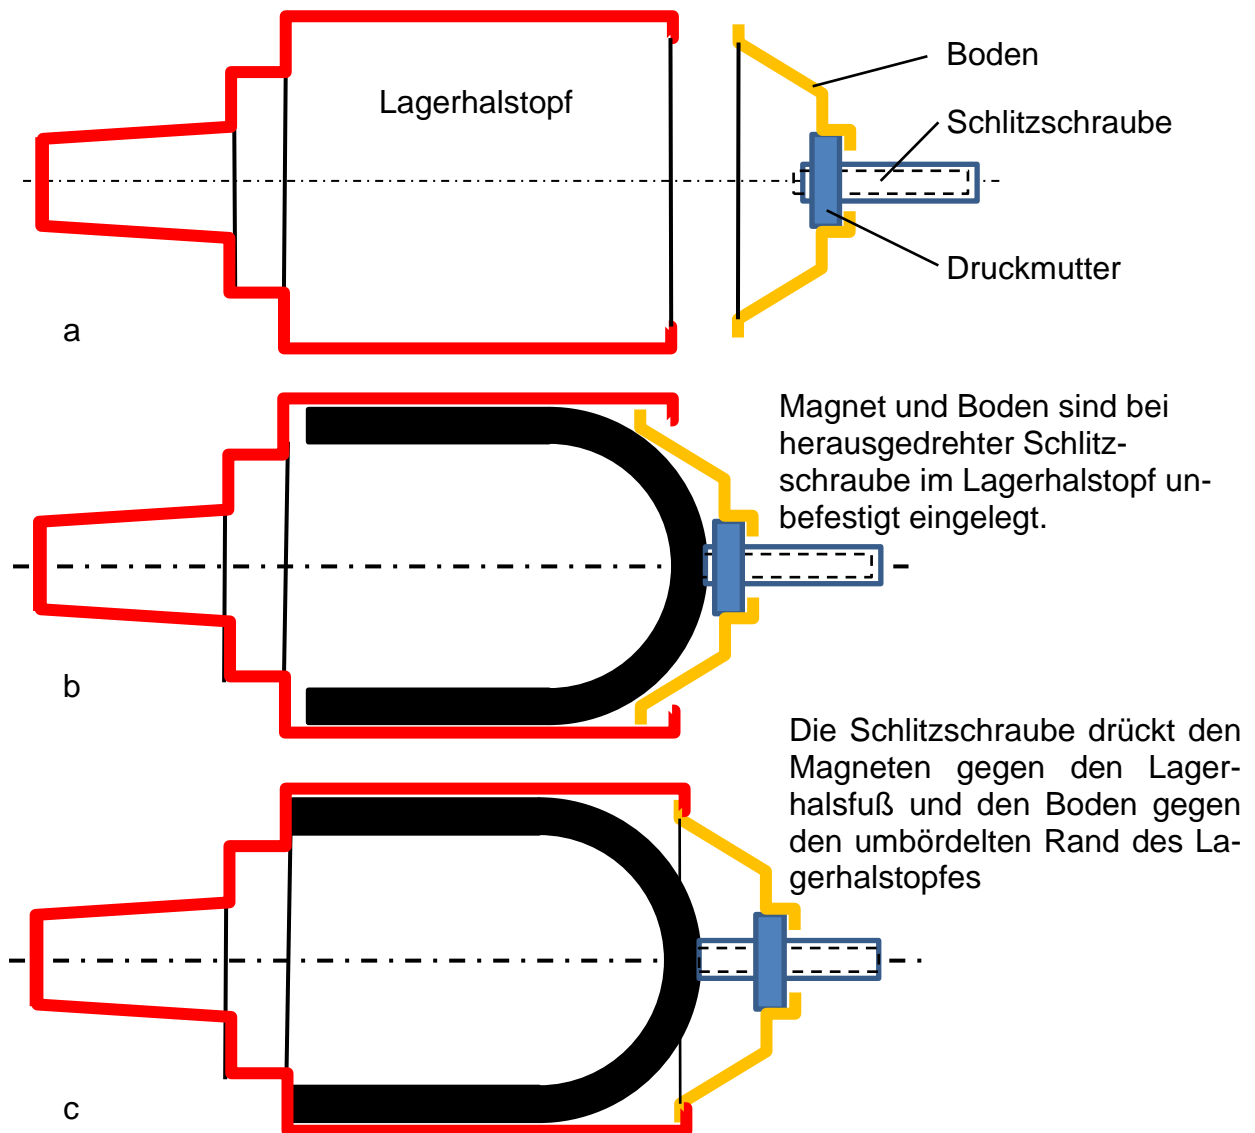 Boden
Lagerhalstopf
Schlitzschraube
Druckmutter
a
Magnet und Boden sind bei
herausgedrehter Schlitz-
schraube im Lagerhalstopf un-
befestigt eingelegt.
b
Die Schlitzschraube drückt den
Magneten gegen den Lager-
halsfuß und den Boden gegen
den umbördelten Rand des La-
gerhalstopfes
c